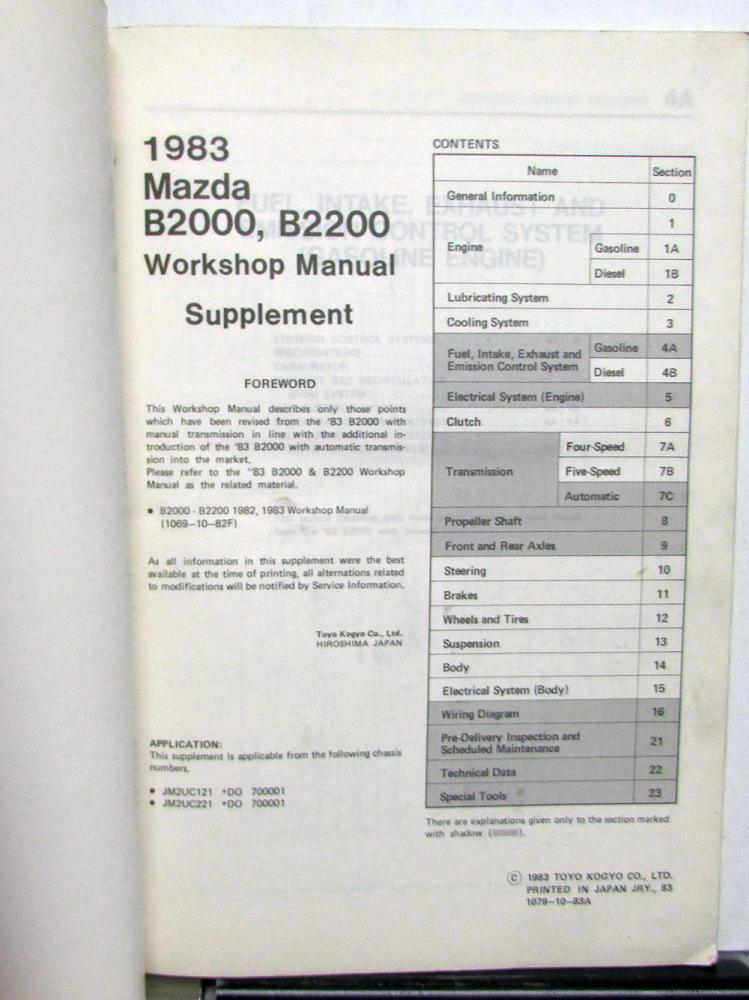 1983
Mazda
B2000, B2200
Workshop Manual
Supplement
FOREWORD
This Workshop Manual describes only those points
which have been revised from the '83 B2000 with
manual transmission in line with the additional in-
troduction of the '83 B2000 with automatic transmis-
sion into the market.
Please refer to the "83 B2000 & B2200 Workshop
Manual as the related material.
• B2000 · B2200 1982, 1983 Workshop Manual
(1069-10-82F)
As all information in this supplement were the best
available at the time of printing, all alternations related
to modifications will be notified by Service Information.
Toyo Kogyo Co., Ltd.
HIROSHIMA JAPAN
APPLICATION:
This supplement is applicable from the following chassis
numbers.
• JM2UC121 *DO 700001
• JM2UC221 *DO 700001
CONTENTS
Name Section
General Information 0
1
Engine Gasoline 1A
Diesel 1B
Lubricating System 2
Cooling System 3
Fuel, Intake, Exhaust and Gasoline 4A
Emission Control System Diesel 4B
Electrical System (Engine) 5
Clutch 6
Four-Speed 7A
Transmission Five-Speed 7B
Automatic 7C
Propeller Shaft 8
Front and Rear Axles 9
Steering 10
Brakes 11
Wheels and Tires 12
Suspension 13
Body 14
Electrical System (Body) 15
Wiring Diagram 16
Pre-Delivery Inspection and
Scheduled Maintenance 21
Technical Data 22
Special Tools 23
There are explanations given only to the section marked
with shadow ( ).
© 1983 TOYO KOGYO CO., LTD.
PRINTED IN JAPAN JRY., 83
1079-10-83A
4A
FUEL, INTAKE, EXHAUST AND
EMISSION CONTROL SYSTEM
(GASOLINE ENGINE)